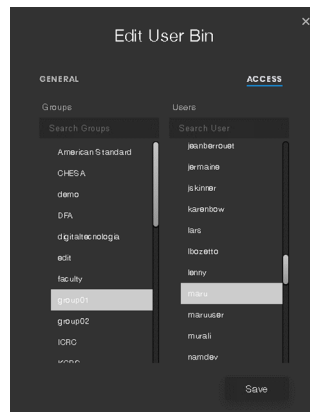 ×
Edit User Bin
GENERAL
ACCESS
Groups
Search Groups
American Standard
CHESA
demo
DFA
digitaltecnologia
edit
faculty
group01
group02
ICRC
Users
Search User
jeanberrouet
jermaine
jskinner
karenbow
lars
lbozetto
lenny
maru
maruuser
murali
namdev
Save